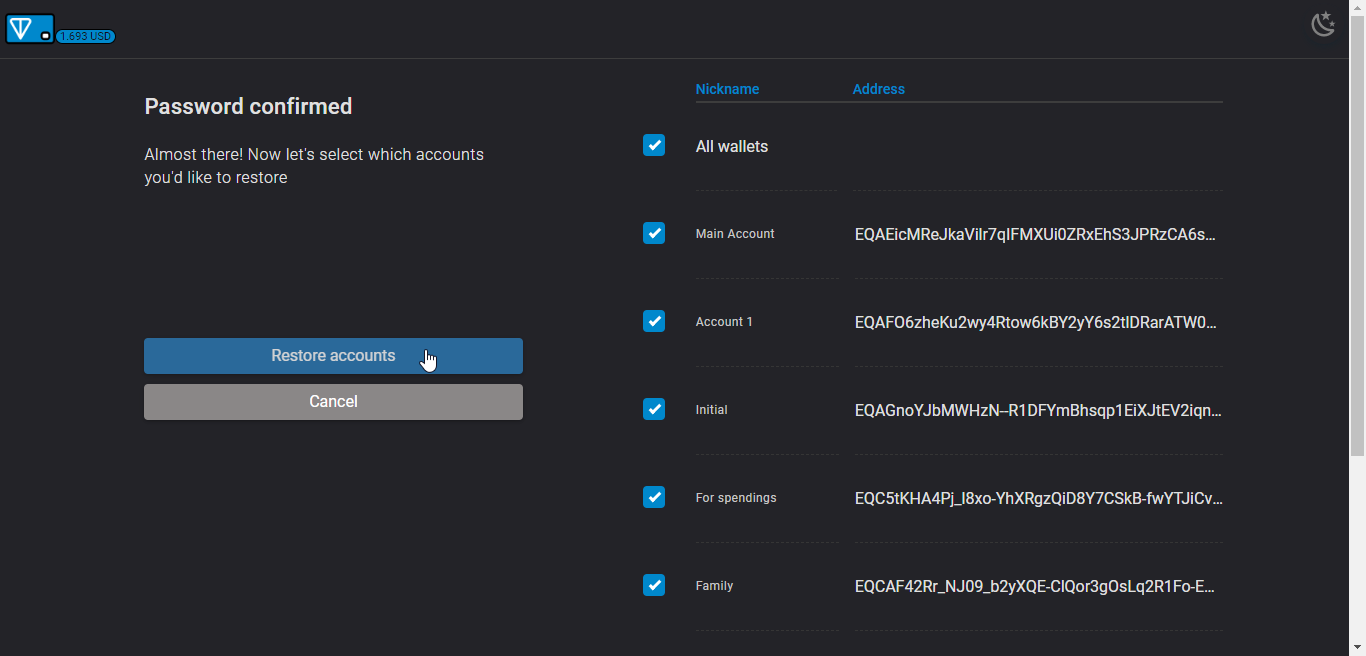 1.693 USD
Password confirmed
Almost there! Now let's select which accounts
you'd like to restore
Restore accounts
Cancel
Nickname Address
All wallets
Main Account EQAEicMReJkaVilr7qIFMXUi0ZRxEhS3JPRzCA6s...
Account 1 EQAFO6zheKu2wy4Rtow6kBY2yY6s2tIDRarATW0...
Initial EQAGnoYJbMWHzN--R1DFYmBhsqp1EiXJtEV2iqn...
For spendings EQC5tKHA4Pj_I8xo-YhXRgzQiD8Y7CSkB-fwYTJiCv...
Family EQCAF42Rr_NJ09_b2yXQE-CIQor3gOsLq2R1Fo-E...